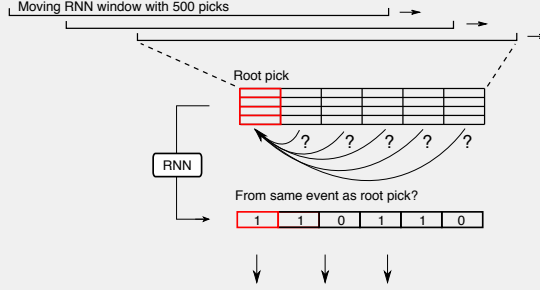 Moving RNN window with 500 picks
Root pick
? ? ? ? ?
RNN
From same event as root pick?
1 1 0 1 1 0